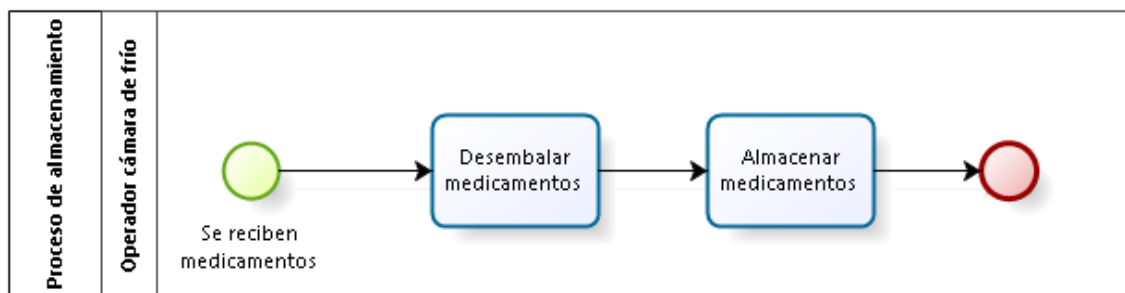 Proceso de almacenamiento
Operador cámara de frío
Se reciben
medicamentos
Desembalar
medicamentos
Almacenar
medicamentos